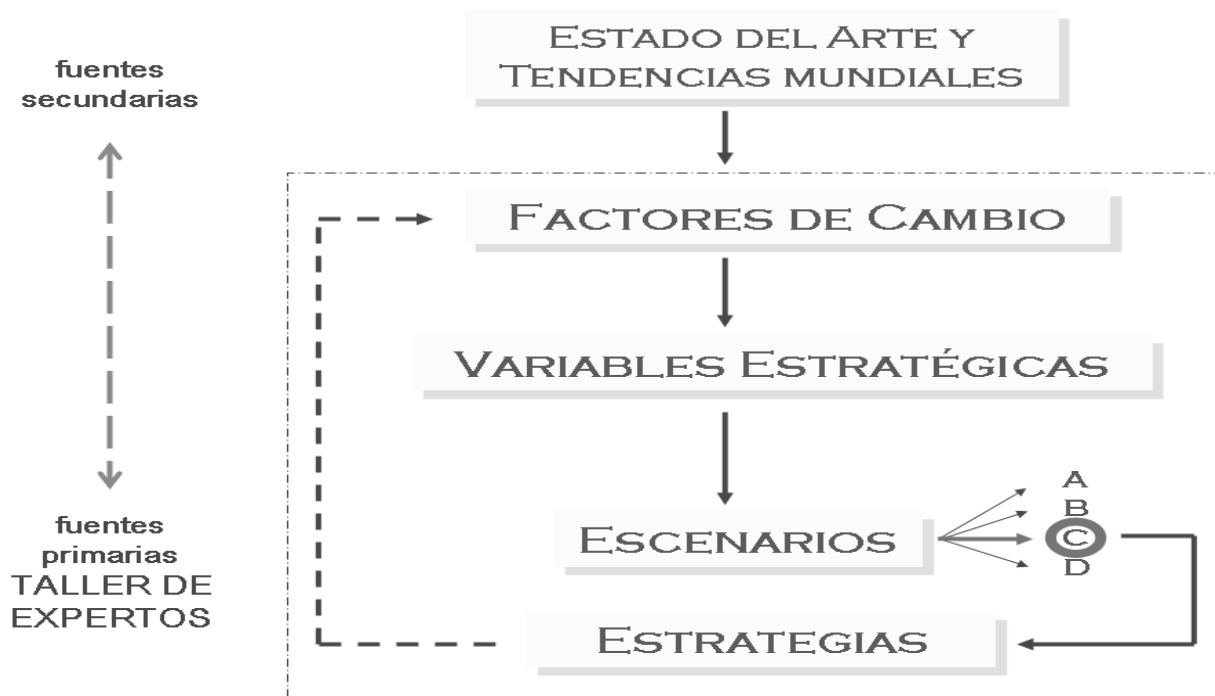 ESTADO DEL ARTE Y
TENDENCIAS MUNDIALES
fuentes
secundarias
FACTORES DE CAMBIO
VARIABLES ESTRATÉGICAS
ESCENARIOS
A
B
C
D
fuentes
primarias
TALLER DE
EXPERTOS
ESTRATEGIAS